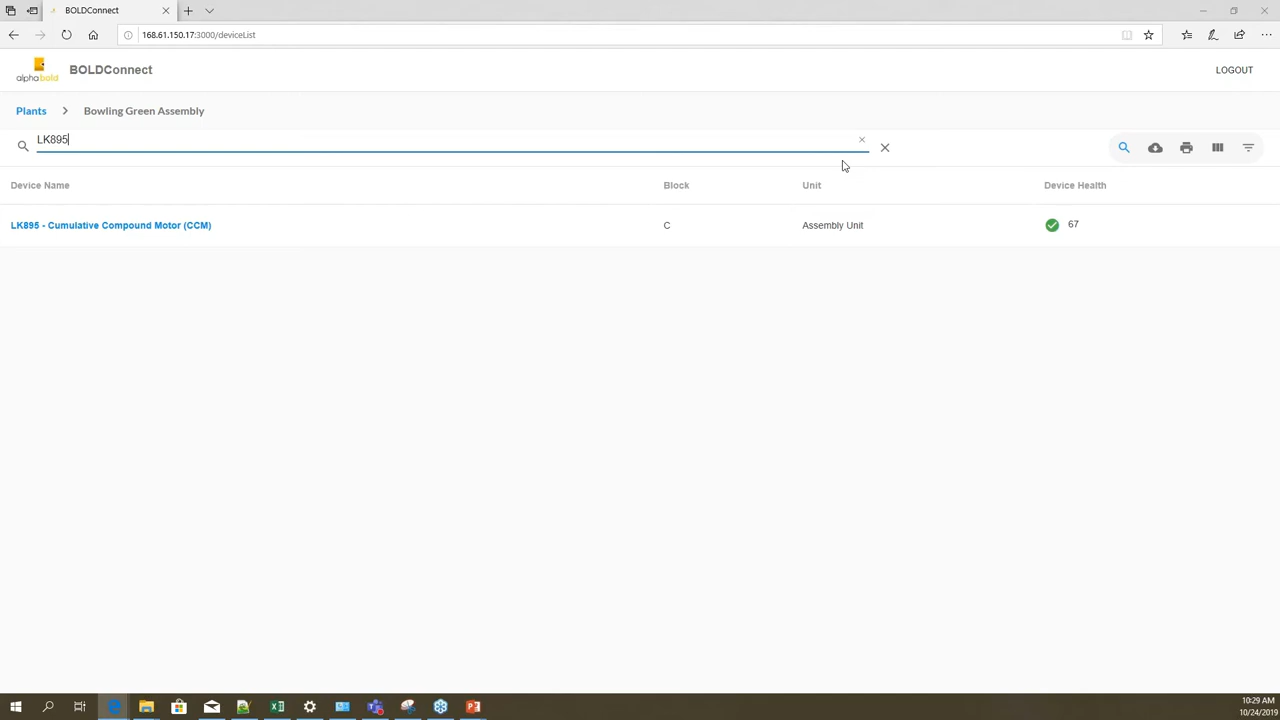 BOLDConnect
168.61.150.17:3000/deviceList
alphabold
BOLDConnect
LOGOUT
Plants
Bowling Green Assembly
LK895
Device Name
Block
Unit
Device Health
LK895 - Cumulative Compound Motor (CCM)
C
Assembly Unit
67
10:29 AM
10/24/2019